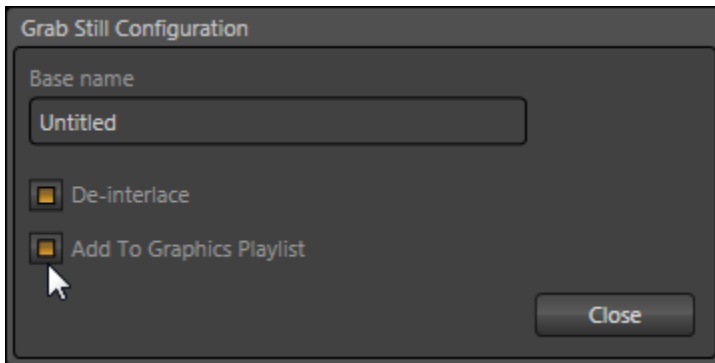 Grab Still Configuration
Base name
Untitled
De-interlace
Add To Graphics Playlist
Close